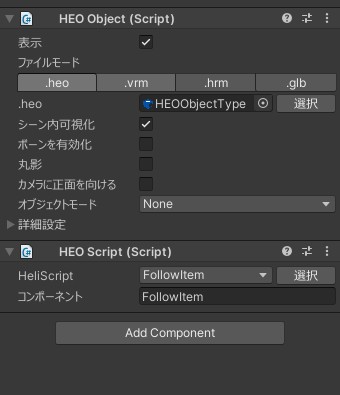 HEO Object (Script)
表示
ファイルモード
.heo .vrm .hrm .glb
.heo HEOObjectType 選択
シーン内可視化
ボーンを有効化
丸影
カメラに正面を向ける
オブジェクトモード None
詳細設定
HEO Script (Script)
HeliScript FollowItem 選択
コンポーネント FollowItem
Add Component